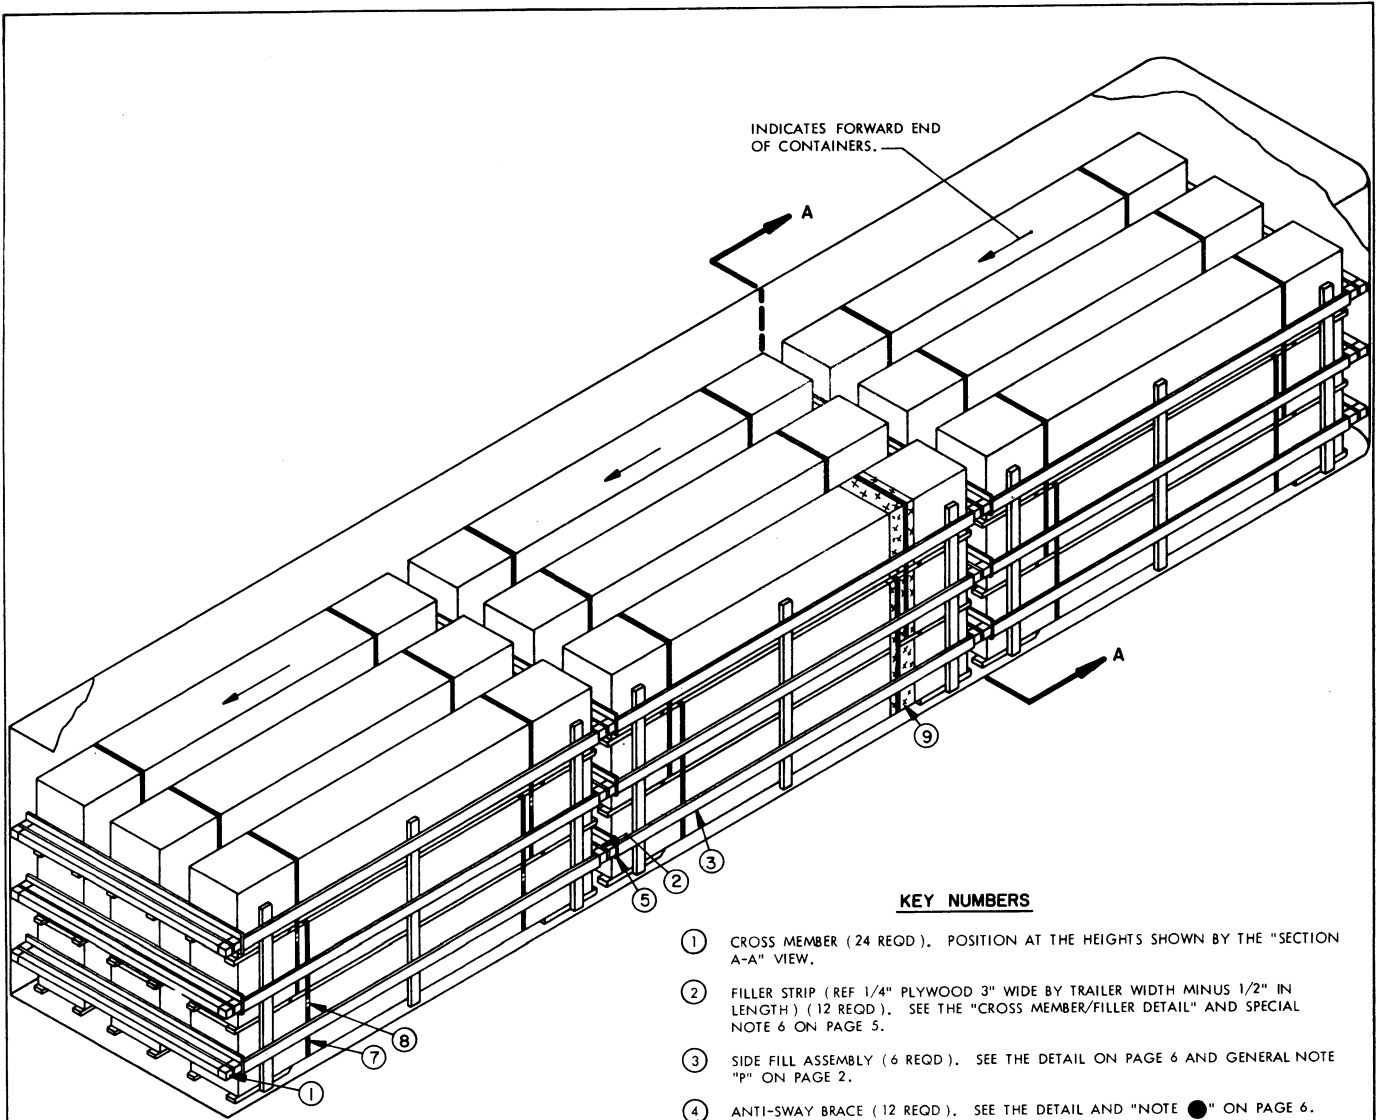 INDICATES FORWARD END
OF CONTAINERS.
A
A
9
3
2
5
8
7
1
KEY NUMBERS
1 CROSS MEMBER (24 REQD). POSITION AT THE HEIGHTS SHOWN BY THE "SECTION
A-A" VIEW.
2 FILLER STRIP (REF 1/4" PLYWOOD 3" WIDE BY TRAILER WIDTH MINUS 1/2" IN
LENGTH) (12 REQD). SEE THE "CROSS MEMBER/FILLER DETAIL" AND SPECIAL
NOTE 6 ON PAGE 5.
3 SIDE FILL ASSEMBLY (6 REQD). SEE THE DETAIL ON PAGE 6 AND GENERAL NOTE
"P" ON PAGE 2.
4 ANTI-SWAY BRACE (12 REQD). SEE THE DETAIL AND "NOTE ●" ON PAGE 6.